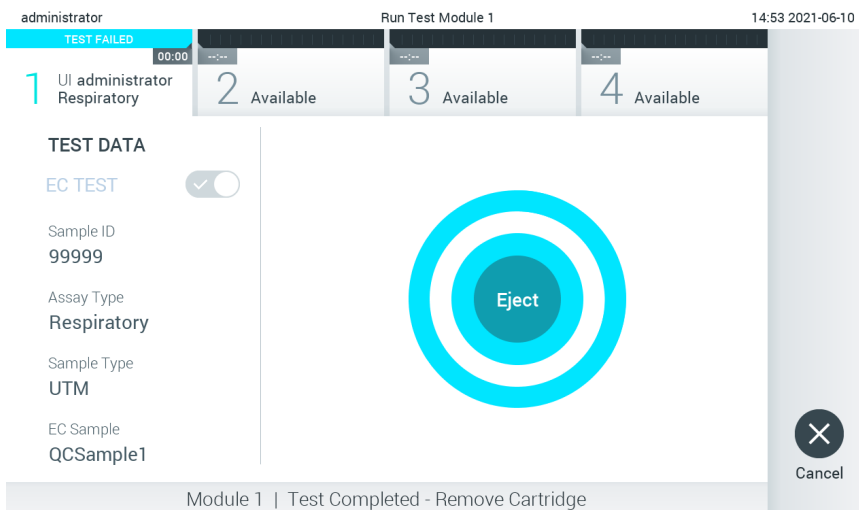 administrator
Run Test Module 1
14:53 2021-06-10
TEST FAILED
00:00
--:--
--:--
--:--
1
UI administrator
Respiratory
2
Available
3
Available
4
Available
TEST DATA
EC TEST
Sample ID
99999
Assay Type
Respiratory
Sample Type
UTM
EC Sample
QCSample1
Eject
Cancel
Module 1 | Test Completed - Remove Cartridge